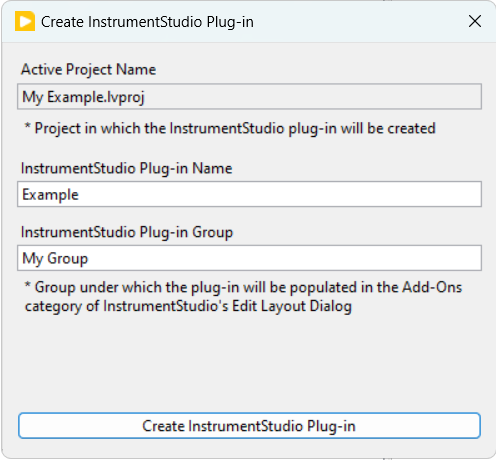 Create InstrumentStudio Plug-in
Active Project Name
My Example.lvproj
* Project in which the InstrumentStudio plug-in will be created
InstrumentStudio Plug-in Name
Example
InstrumentStudio Plug-in Group
My Group
* Group under which the plug-in will be populated in the Add-Ons
category of InstrumentStudio's Edit Layout Dialog
Create InstrumentStudio Plug-in